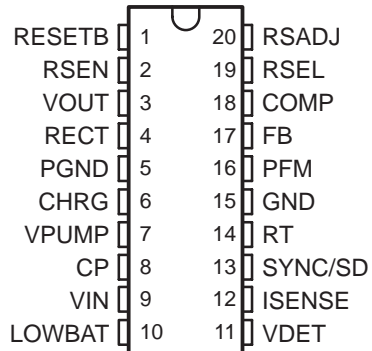 RESETB 1 20 RSADJ
RSEN 2 19 RSEL
VOUT 3 18 COMP
RECT 4 17 FB
PGND 5 16 PFM
CHRG 6 15 GND
VPUMP 7 14 RT
CP 8 13 SYNC/SD
VIN 9 12 ISENSE
LOWBAT 10 11 VDET